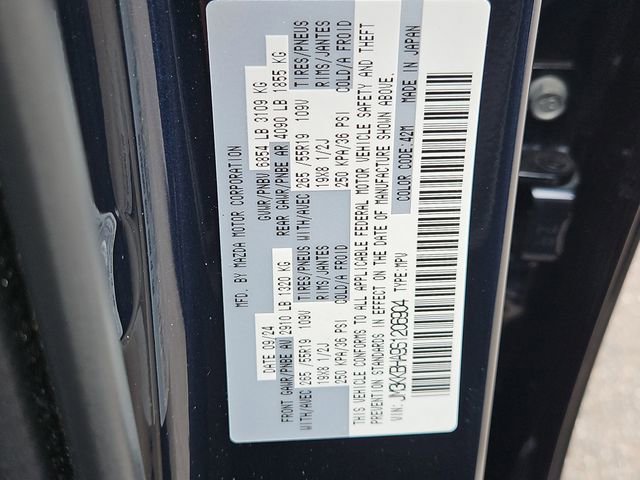 MFD. BY MAZDA MOTOR CORPORATION
DATE 09/24 GVWR/PNBV 6854 LB 3109 KG
FRONT GAWR/PNBE AV 2910 LB 1320 KG REAR GAWR/PNBE AR 4090 LB 1855 KG
WITH/AVEC 265/55R19 109V TIRES/PNEUS WITH/AVEC 265/55R19 109V TIRES/PNEUS
19X8 1/2J RIMS/JANTES 19X8 1/2J RIMS/JANTES
250 KPA/36 PSI COLD/A FROID 250 KPA/36 PSI COLD/A FROID
THIS VEHICLE CONFORMS TO ALL APPLICABLE FEDERAL MOTOR VEHICLE SAFETY AND THEFT
PREVENTION STANDARDS IN EFFECT ON THE DATE OF MANUFACTURE SHOWN ABOVE.
VIN: TYPE:MPV COLOR CODE:42M MADE IN JAPAN